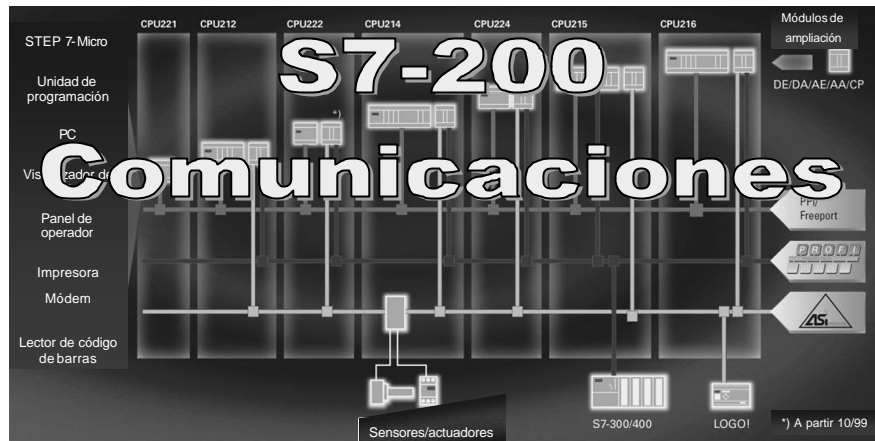 CPU221 CPU212 CPU222 CPU214 CPU224 CPU215 CPU216
Módulos de
ampliación
DE/DA/AE/AA/CP
S7-200
Comunicaciones
STEP 7-Micro
Unidad de
programación
PC
de
Panel de
operador
Impresora
Módem
Lector de código
de barras
*)
PPI/
Freeport
PROFI
BUS
ASi
Sensores/actuadores
S7-300/400
LOGO!
*) A partir 10/99